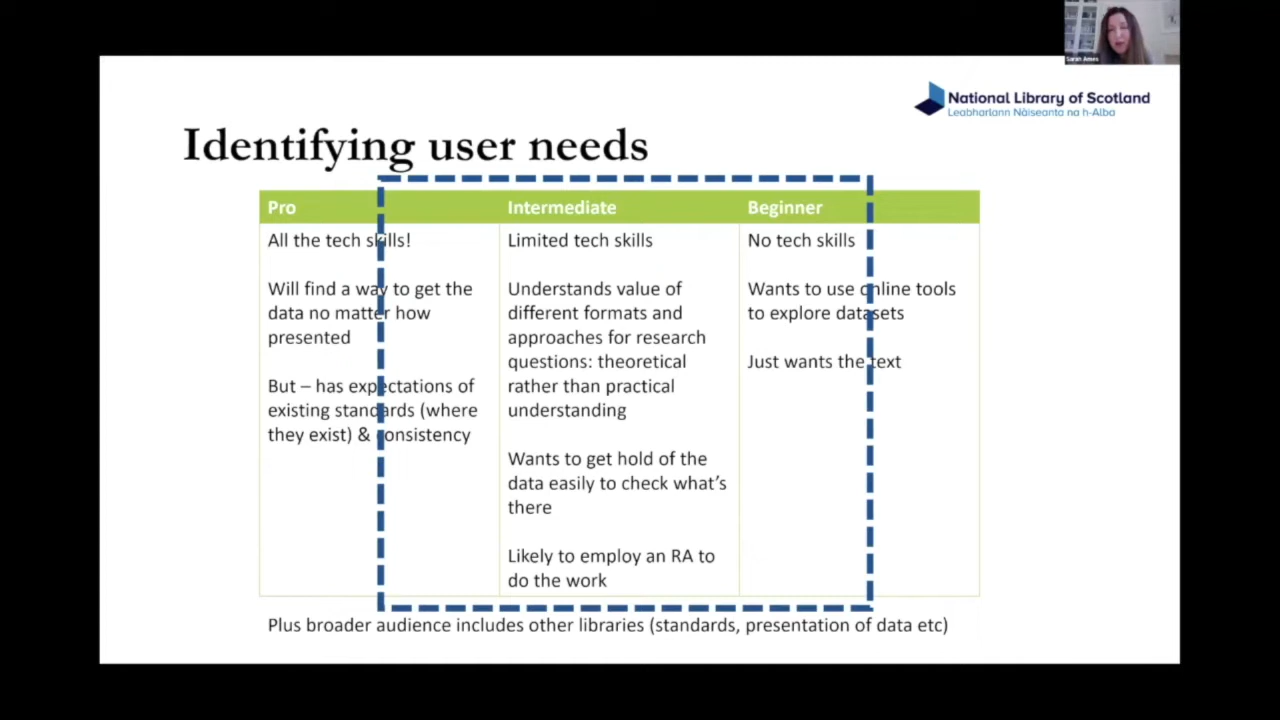 Sarah Ames
National Library of Scotland
Leabharlann Nàiseanta na h-Alba
Identifying user needs
Pro
Intermediate
Beginner
All the tech skills!
Will find a way to get the
data no matter how
presented
But – has expectations of
existing standards (where
they exist) & consistency
Limited tech skills
Understands value of
different formats and
approaches for research
questions: theoretical
rather than practical
understanding
Wants to get hold of the
data easily to check what's
there
Likely to employ an RA to
do the work
No tech skills
Wants to use online tools
to explore datasets
Just wants the text
Plus broader audience includes other libraries (standards, presentation of data etc)